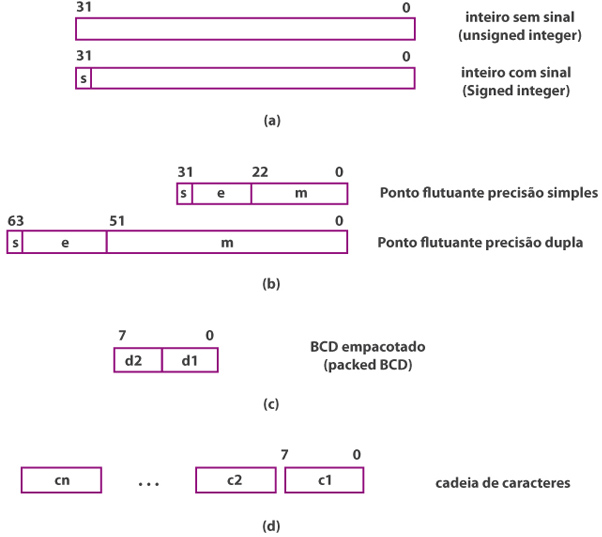 31 0
inteiro sem sinal
(unsigned integer)
31 0
s
inteiro com sinal
(Signed integer)
(a)
31 22 0
s e m
Ponto flutuante precisão simples
63 51 0
s e m
Ponto flutuante precisão dupla
(b)
7 0
d2 d1
BCD empacotado
(packed BCD)
(c)
7 0
cn ... c2 c1
cadeia de caracteres
(d)